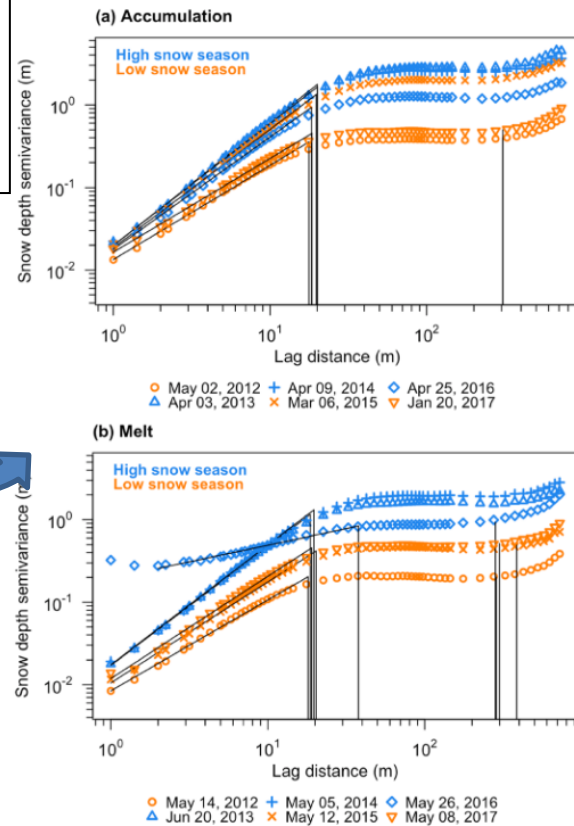 (a) Accumulation
High snow season
Low snow season
Snow depth semivariance (m)
10⁰
10⁻¹
10⁻²
10⁰ 10¹ 10²
Lag distance (m)
May 02, 2012 Apr 09, 2014 Apr 25, 2016
Apr 03, 2013 Mar 06, 2015 Jan 20, 2017
(b) Melt
High snow season
Low snow season
Snow depth semivariance
10⁰
10⁻¹
10⁻²
10⁰ 10¹ 10²
Lag distance (m)
May 14, 2012 May 05, 2014 May 26, 2016
Jun 20, 2013 May 12, 2015 May 08, 2017